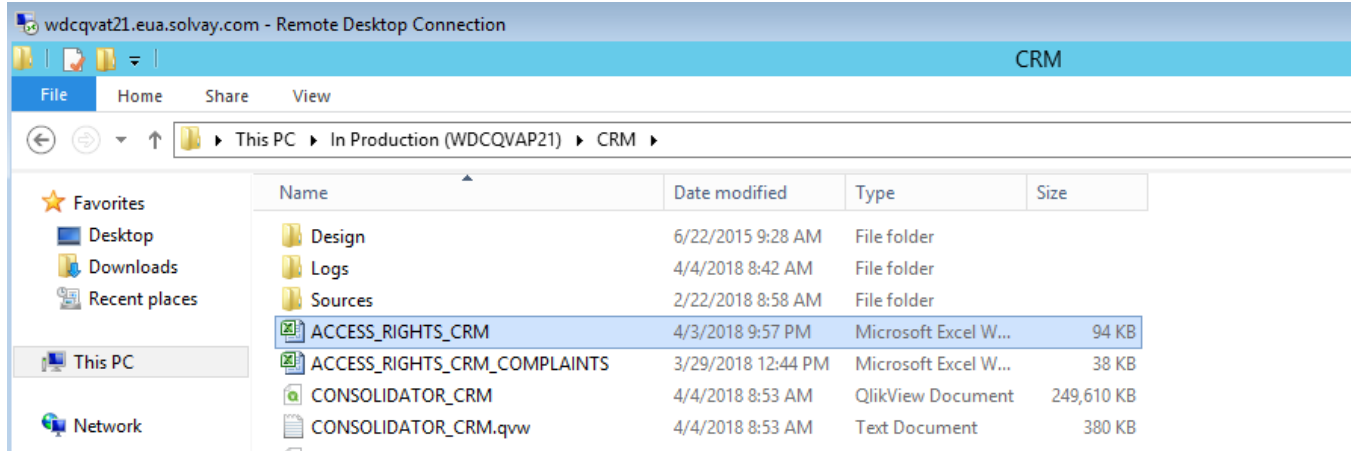 wdcqvat21.eua.solvay.com - Remote Desktop Connection
CRM
File Home Share View
This PC In Production (WDCQVAP21) CRM
Name Date modified Type Size
Favorites
Desktop
Downloads
Recent places
This PC
Network
Design 6/22/2015 9:28 AM File folder
Logs 4/4/2018 8:42 AM File folder
Sources 2/22/2018 8:58 AM File folder
ACCESS_RIGHTS_CRM 4/3/2018 9:57 PM Microsoft Excel W... 94 KB
ACCESS_RIGHTS_CRM_COMPLAINTS 3/29/2018 12:44 PM Microsoft Excel W... 38 KB
CONSOLIDATOR_CRM 4/4/2018 8:53 AM QlikView Document 249,610 KB
CONSOLIDATOR_CRM.qvw 4/4/2018 8:53 AM Text Document 380 KB